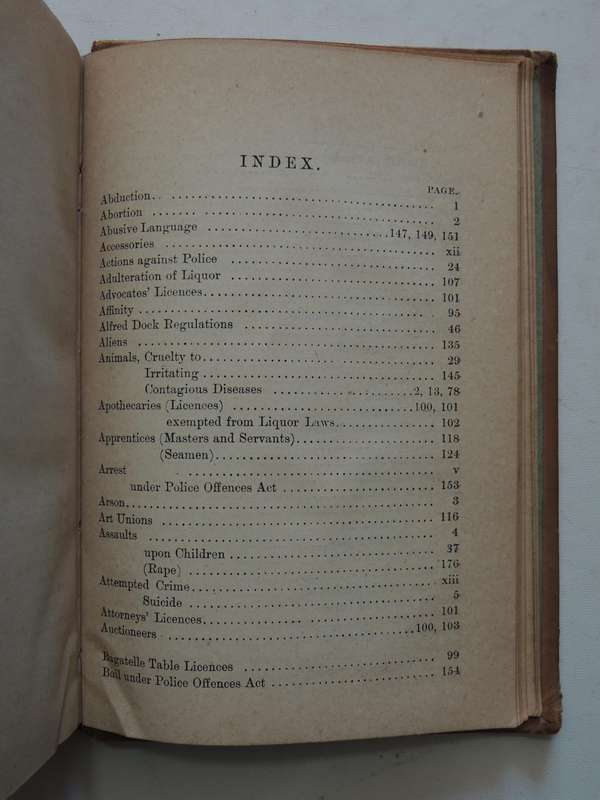 INDEX.
PAGE.
Abduction. . . . . . . . . . . . . . . . . . . . . . . . . . . . . . 1
Abortion . . . . . . . . . . . . . . . . . . . . . . . . . . . . . . 2
Abusive Language . . . . . . . . . . . . . . . . . . . . 147, 149, 151
Accessories . . . . . . . . . . . . . . . . . . . . . . . . . . . . xii
Actions against Police . . . . . . . . . . . . . . . . . . . . . . 24
Adulteration of Liquor . . . . . . . . . . . . . . . . . . . . . . 107
Advocates' Licences. . . . . . . . . . . . . . . . . . . . . . . . 101
Affinity . . . . . . . . . . . . . . . . . . . . . . . . . . . . . . 95
Alfred Dock Regulations . . . . . . . . . . . . . . . . . . . . . 46
Aliens . . . . . . . . . . . . . . . . . . . . . . . . . . . . . . . 135
Animals, Cruelty to. . . . . . . . . . . . . . . . . . . . . . . . 29
Irritating . . . . . . . . . . . . . . . . . . . . . . . . . . . . 145
Contagious Diseases . . . . . . . . . . . . . . . . . 2, 13, 78
Apothecaries (Licences) . . . . . . . . . . . . . . . . . . 100, 101
exempted from Liquor Laws. . . . . . . . . . . . . . . 102
Apprentices (Masters and Servants). . . . . . . . . . . . . . . 118
(Seamen). . . . . . . . . . . . . . . . . . . . . . . . . . 124
Arrest . . . . . . . . . . . . . . . . . . . . . . . . . . . . . . . v
under Police Offences Act . . . . . . . . . . . . . . . . . 153
Arson. . . . . . . . . . . . . . . . . . . . . . . . . . . . . . . . 3
Art Unions . . . . . . . . . . . . . . . . . . . . . . . . . . . . 116
Assaults . . . . . . . . . . . . . . . . . . . . . . . . . . . . . . 4
upon Children . . . . . . . . . . . . . . . . . . . . . . . . 37
(Rape) . . . . . . . . . . . . . . . . . . . . . . . . . . . . 176
Attempted Crime. . . . . . . . . . . . . . . . . . . . . . . . . . xiii
Suicide . . . . . . . . . . . . . . . . . . . . . . . . . . . . 5
Attorneys' Licences. . . . . . . . . . . . . . . . . . . . . . . . 101
Auctioneers . . . . . . . . . . . . . . . . . . . . . . . . . 100, 103
Bagatelle Table Licences . . . . . . . . . . . . . . . . . . . . . 99
Bail under Police Offences Act . . . . . . . . . . . . . . . . . 154